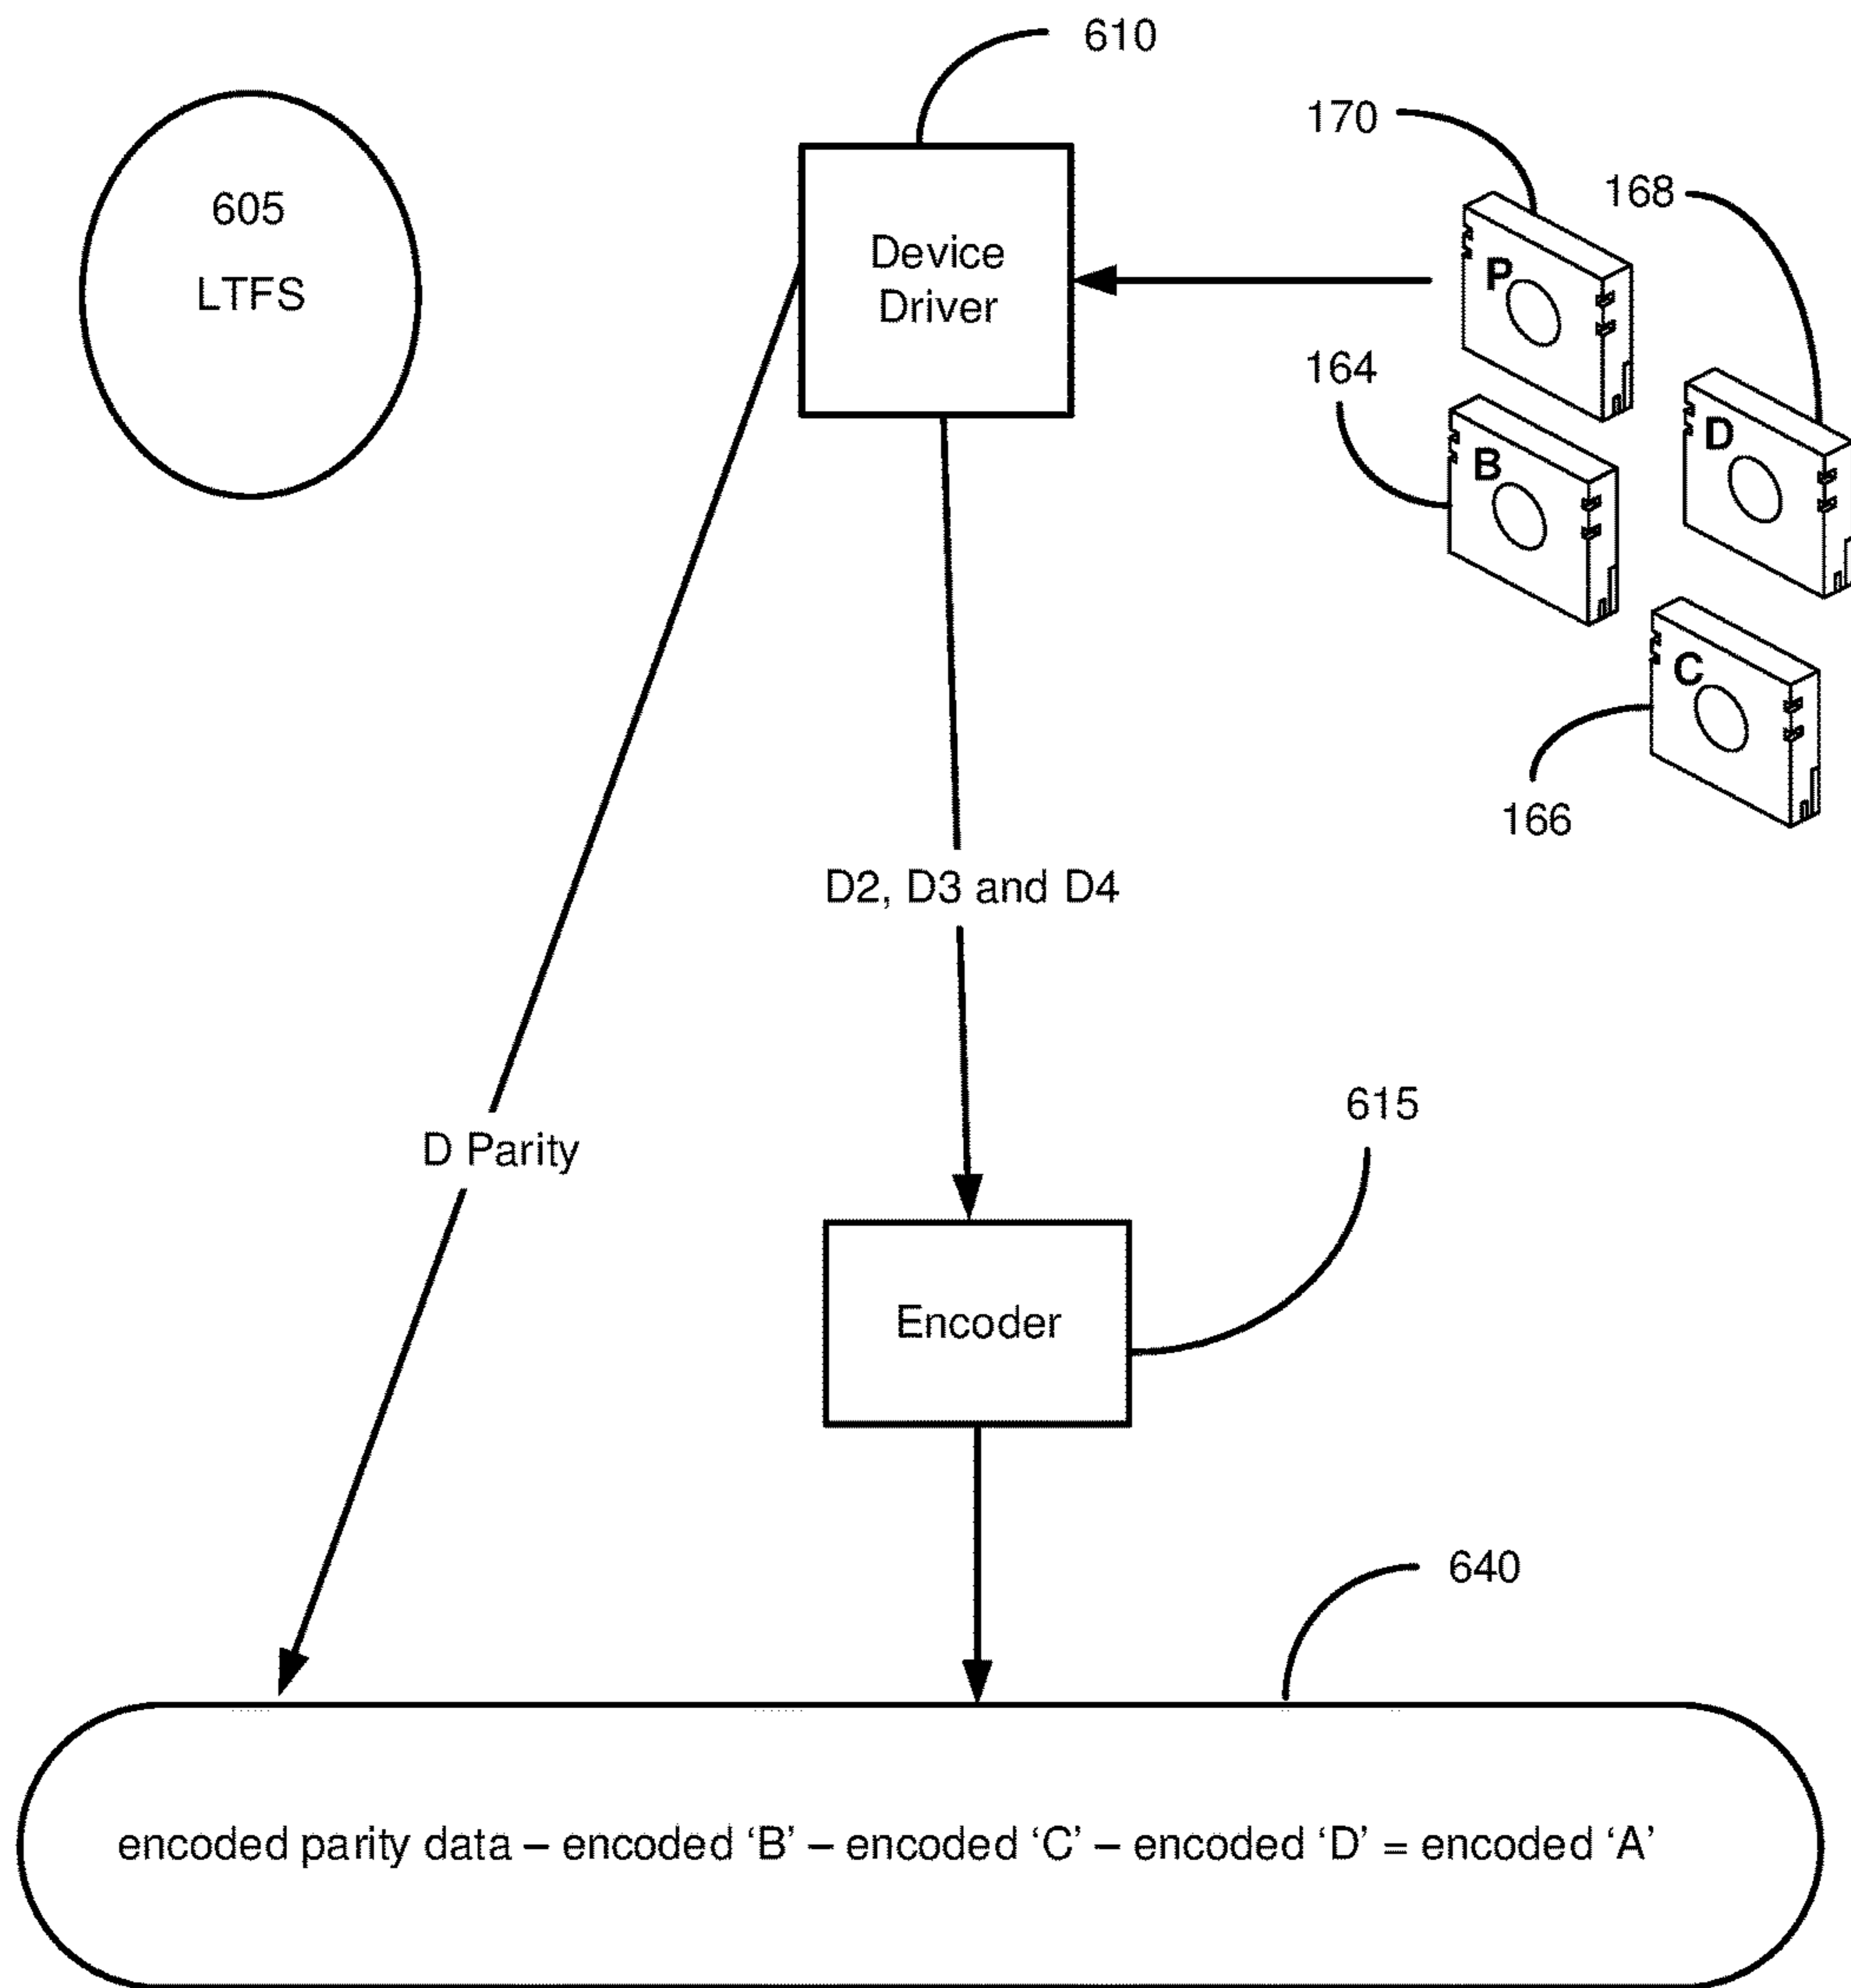 610
170
168
605
LTFS
Device
Driver
P
164
D
B
C
166
D2, D3 and D4
615
D Parity
Encoder
640
encoded parity data – encoded ‘B’ – encoded ‘C’ – encoded ‘D’ = encoded ‘A’